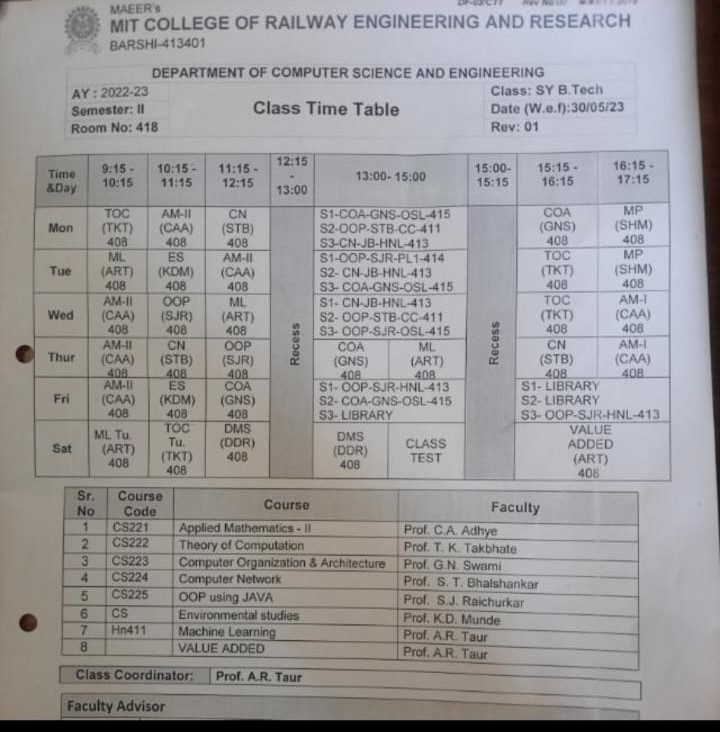 MAEER's
MIT COLLEGE OF RAILWAY ENGINEERING AND RESEARCH
BARSHI-413401
DEPARTMENT OF COMPUTER SCIENCE AND ENGINEERING
AY : 2022-23
Semester: II
Room No: 418
Class Time Table
Class: SY B.Tech
Date (W.e.f):30/05/23
Rev: 01
Time &Day 9:15 - 10:15 10:15 - 11:15 11:15 - 12:15 12:15 - 13:00 13:00- 15:00 15:00- 15:15 15:15 - 16:15 16:15 - 17:15
Recess
Recess
Mon
TOC (TKT) 408
AM-II (CAA) 408
CN (STB) 408
S1-COA-GNS-OSL-415
S2-OOP-STB-CC-411
S3-CN-JB-HNL-413
COA (GNS) 408
MP (SHM) 408
Tue
ML (ART) 408
ES (KDM) 408
AM-II (CAA) 408
S1-OOP-SJR-PL1-414
S2- CN-JB-HNL-413
S3- COA-GNS-OSL-415
TOC (TKT) 408
MP (SHM) 408
Wed
AM-II (CAA) 408
OOP (SJR) 408
ML (ART) 408
S1- CN-JB-HNL-413
S2- OOP-STB-CC-411
S3- OOP-SJR-OSL-415
TOC (TKT) 408
AM-I (CAA) 408
Thur
AM-II (CAA) 408
CN (STB) 408
OOP (SJR) 408
COA (GNS) 408
ML (ART) 408
CN (STB) 408
AM-I (CAA) 408
Fri
AM-II (CAA) 408
ES (KDM) 408
COA (GNS) 408
S1- OOP-SJR-HNL-413
S2- COA-GNS-OSL-415
S3- LIBRARY
S1- LIBRARY
S2- LIBRARY
S3- OOP-SJR-HNL-413
Sat
ML Tu. (ART) 408
TOC Tu. (TKT) 408
DMS (DDR) 408
DMS (DDR) 408
CLASS TEST
VALUE ADDED (ART) 408
Sr. No Course Code Course Faculty
1 CS221 Applied Mathematics - II Prof. C.A. Adhye
2 CS222 Theory of Computation Prof. T. K. Takbhate
3 CS223 Computer Organization & Architecture Prof. G.N. Swami
4 CS224 Computer Network Prof. S. T. Bhalshankar
5 CS225 OOP using JAVA Prof. S.J. Raichurkar
6 CS Environmental studies Prof. K.D. Munde
7 Hn411 Machine Learning Prof. A.R. Taur
8 VALUE ADDED Prof. A.R. Taur
Class Coordinator: Prof. A.R. Taur
Faculty Advisor